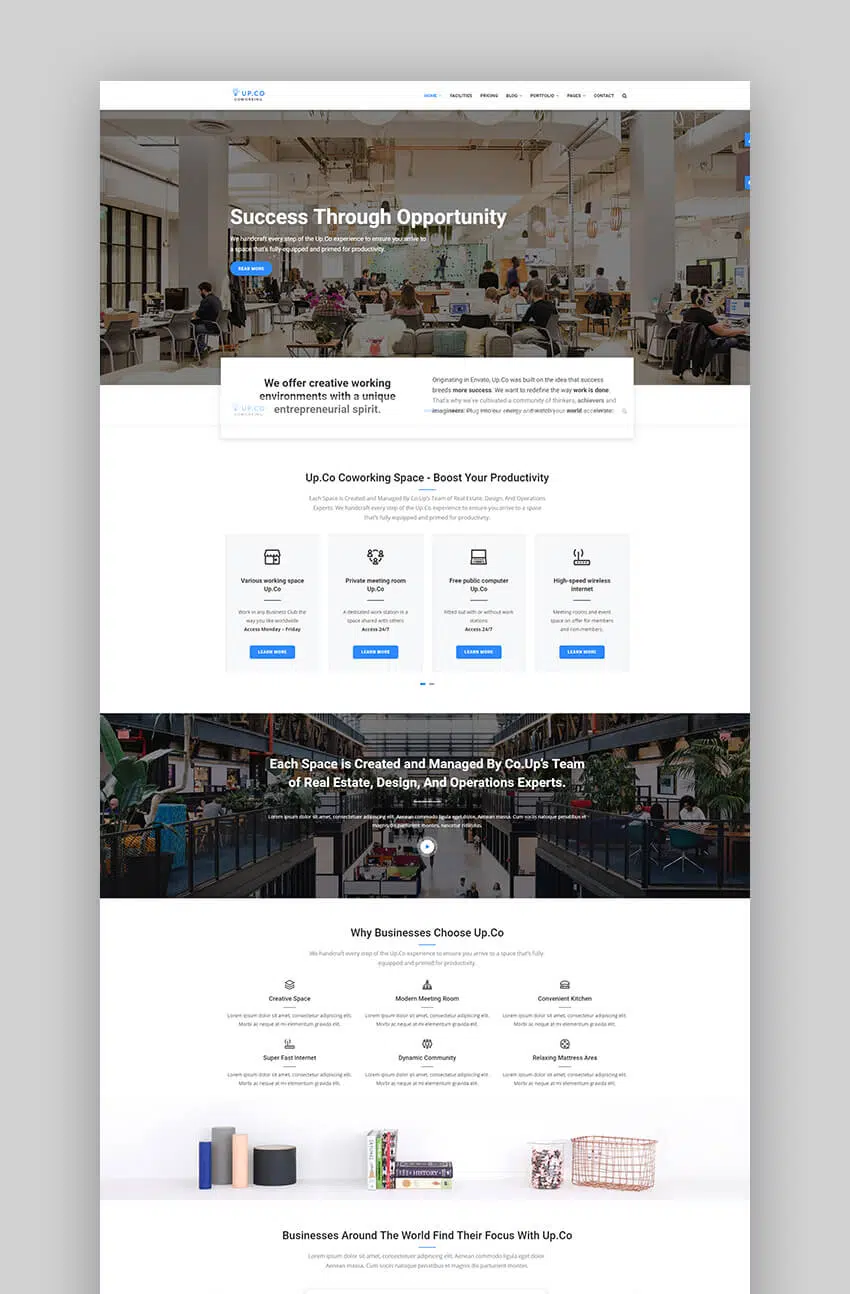 UP.CO
COWORKING
HOME FACILITIES PRICING BLOG PORTFOLIO PAGES CONTACT
Success Through Opportunity
We handcraft every step of the Up.Co experience to ensure you arrive to
a space that's fully equipped and primed for productivity.
READ MORE
We offer creative working
environments with a unique
entrepreneurial spirit.
Originating in Envato, Up.Co was built on the idea that success
breeds more success. We want to redefine the way work is done.
That's why we've cultivated a community of thinkers, achievers and
imagineers. Plug into our energy and watch your world accelerate.
UP.CO
COWORKING
Up.Co Coworking Space - Boost Your Productivity
Each Space is Created and Managed By Co.Up's Team of Real Estate, Design, And Operations
Experts. We handcraft every step of the Up.Co experience to ensure you arrive to a space
that's fully equipped and primed for productivity.
Various working space
Up.Co
Work in any Business Club the
way you like worldwide
Access Monday - Friday
LEARN MORE
Private meeting room
Up.Co
A dedicated work station in a
space shared with others
Access 24/7
LEARN MORE
Free public computer
Up.Co
Fitted out with or without work
stations
Access 24/7
LEARN MORE
High-speed wireless
internet
Meeting rooms and event
space on offer for members
and non-members.
LEARN MORE
Each Space is Created and Managed By Co.Up's Team
of Real Estate, Design, And Operations Experts.
Lorem ipsum dolor sit amet, consectetuer adipiscing elit. Aenean commodo ligula eget dolor. Aenean massa. Cum sociis natoque penatibus et
magnis dis parturient montes, nascetur ridiculus.
Why Businesses Choose Up.Co
We handcraft every step of the Up.Co experience to ensure you arrive to a space that's fully
equipped and primed for productivity.
Creative Space
Lorem ipsum dolor sit amet, consectetur adipiscing elit.
Morbi ac neque at mi elementum gravida elit.
Modern Meeting Room
Lorem ipsum dolor sit amet, consectetur adipiscing elit.
Morbi ac neque at mi elementum gravida elit.
Convenient Kitchen
Lorem ipsum dolor sit amet, consectetur adipiscing elit.
Morbi ac neque at mi elementum gravida elit.
Super Fast Internet
Lorem ipsum dolor sit amet, consectetur adipiscing elit.
Morbi ac neque at mi elementum gravida elit.
Dynamic Community
Lorem ipsum dolor sit amet, consectetur adipiscing elit.
Morbi ac neque at mi elementum gravida elit.
Relaxing Mattress Area
Lorem ipsum dolor sit amet, consectetur adipiscing elit.
Morbi ac neque at mi elementum gravida elit.
HISTORY
Businesses Around The World Find Their Focus With Up.Co
Lorem ipsum dolor sit amet, consectetuer adipiscing elit. Aenean commodo ligula eget dolor
Aenean massa. Cum sociis natoque penatibus et magnis dis parturient montes.